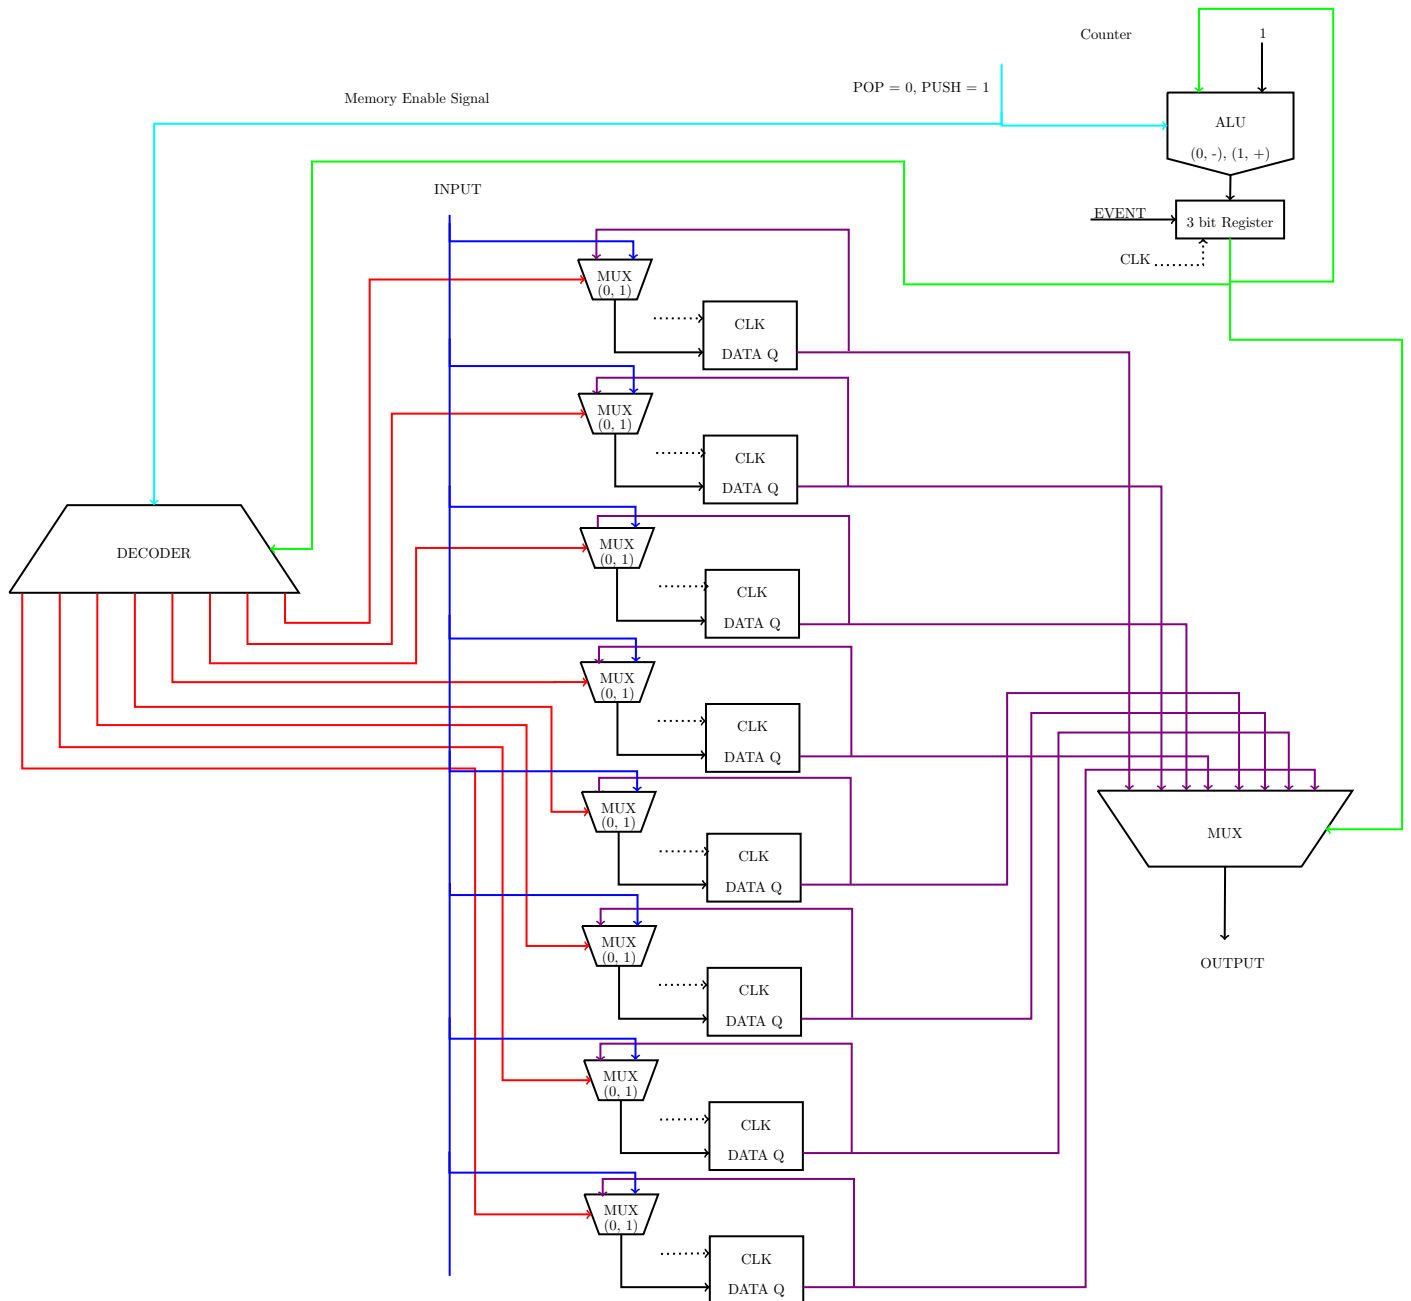 Counter
1
POP = 0, PUSH = 1
Memory Enable Signal
ALU
(0, -), (1, +)
INPUT
EVENT
3 bit Register
CLK
MUX
(0, 1)
CLK
DATA Q
MUX
(0, 1)
CLK
DATA Q
MUX
(0, 1)
DECODER
CLK
DATA Q
MUX
(0, 1)
CLK
DATA Q
MUX
(0, 1)
MUX
CLK
DATA Q
MUX
(0, 1)
OUTPUT
CLK
DATA Q
MUX
(0, 1)
CLK
DATA Q
MUX
(0, 1)
CLK
DATA Q